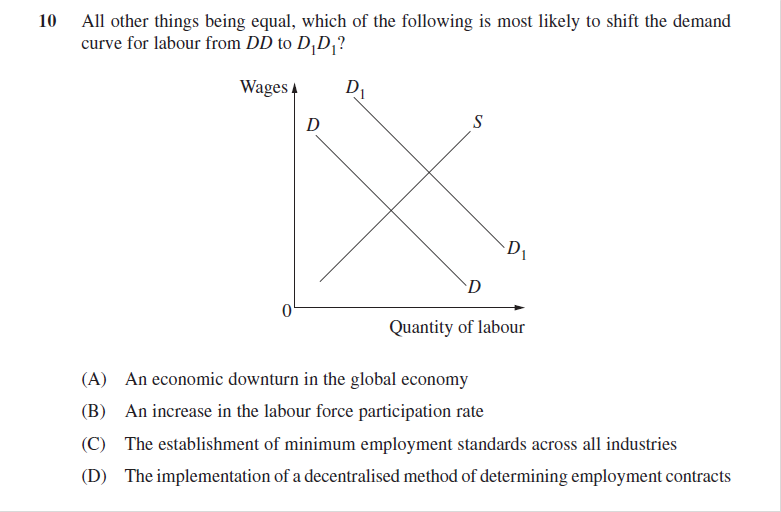 10 All other things being equal, which of the following is most likely to shift the demand
curve for labour from DD to D₁D₁?
Wages D₁
D S
D₁
D
0
Quantity of labour
(A) An economic downturn in the global economy
(B) An increase in the labour force participation rate
(C) The establishment of minimum employment standards across all industries
(D) The implementation of a decentralised method of determining employment contracts